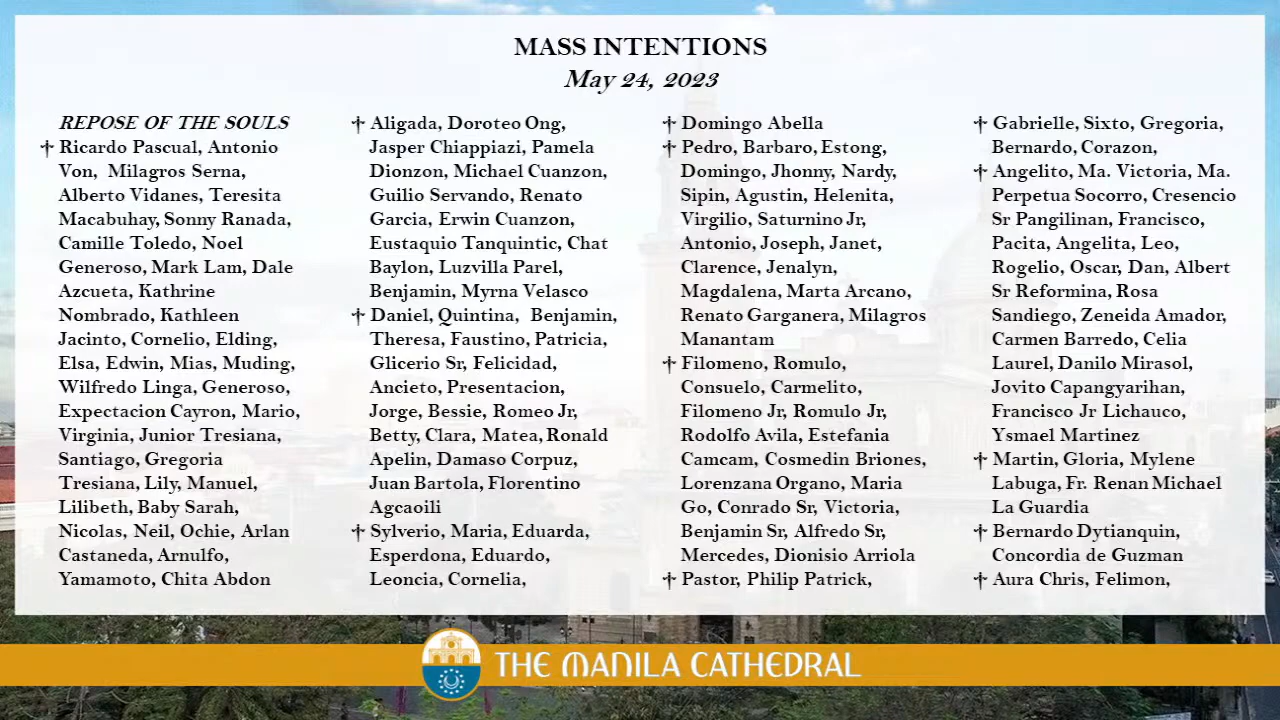 MASS INTENTIONS
May 24, 2023
REPOSE OF THE SOULS
✝ Ricardo Pascual, Antonio
Von, Milagros Serna,
Alberto Vidanes, Teresita
Macabuhay, Sonny Ranada,
Camille Toledo, Noel
Generoso, Mark Lam, Dale
Azcueta, Kathrine
Nombrado, Kathleen
Jacinto, Cornelio, Elding,
Elsa, Edwin, Mias, Muding,
Wilfredo Linga, Generoso,
Expectacion Cayron, Mario,
Virginia, Junior Tresiana,
Santiago, Gregoria
Tresiana, Lily, Manuel,
Lilibeth, Baby Sarah,
Nicolas, Neil, Ochie, Arlan
Castaneda, Arnulfo,
Yamamoto, Chita Abdon
✝ Aligada, Doroteo Ong,
Jasper Chiappiazi, Pamela
Dionzon, Michael Cuanzon,
Guilio Servando, Renato
Garcia, Erwin Cuanzon,
Eustaquio Tanquintic, Chat
Baylon, Luzvilla Parel,
Benjamin, Myrna Velasco
✝ Daniel, Quintina, Benjamin,
Theresa, Faustino, Patricia,
Glicerio Sr, Felicidad,
Ancieto, Presentacion,
Jorge, Bessie, Romeo Jr,
Betty, Clara, Matea, Ronald
Apelin, Damaso Corpuz,
Juan Bartola, Florentino
Agcaoili
✝ Sylverio, Maria, Eduarda,
Esperdona, Eduardo,
Leoncia, Cornelia,
✝ Domingo Abella
✝ Pedro, Barbaro, Estong,
Domingo, Jhonny, Nardy,
Sipin, Agustin, Helenita,
Virgilio, Saturnino Jr,
Antonio, Joseph, Janet,
Clarence, Jenalyn,
Magdalena, Marta Arcano,
Renato Garganera, Milagros
Manantam
✝ Filomeno, Romulo,
Consuelo, Carmelito,
Filomeno Jr, Romulo Jr,
Rodolfo Avila, Estefania
Camcam, Cosmedin Briones,
Lorenzana Organo, Maria
Go, Conrado Sr, Victoria,
Benjamin Sr, Alfredo Sr,
Mercedes, Dionisio Arriola
✝ Pastor, Philip Patrick,
✝ Gabrielle, Sixto, Gregoria,
Bernardo, Corazon,
✝ Angelito, Ma. Victoria, Ma.
Perpetua Socorro, Cresencio
Sr Pangilinan, Francisco,
Pacita, Angelita, Leo,
Rogelio, Oscar, Dan, Albert
Sr Reformina, Rosa
Sandiego, Zeneida Amador,
Carmen Barredo, Celia
Laurel, Danilo Mirasol,
Jovito Capangyarihan,
Francisco Jr Lichauco,
Ysmael Martinez
✝ Martin, Gloria, Mylene
Labuga, Fr. Renan Michael
La Guardia
✝ Bernardo Dytianquin,
Concordia de Guzman
✝ Aura Chris, Felimon,
THE MANILA CATHEDRAL